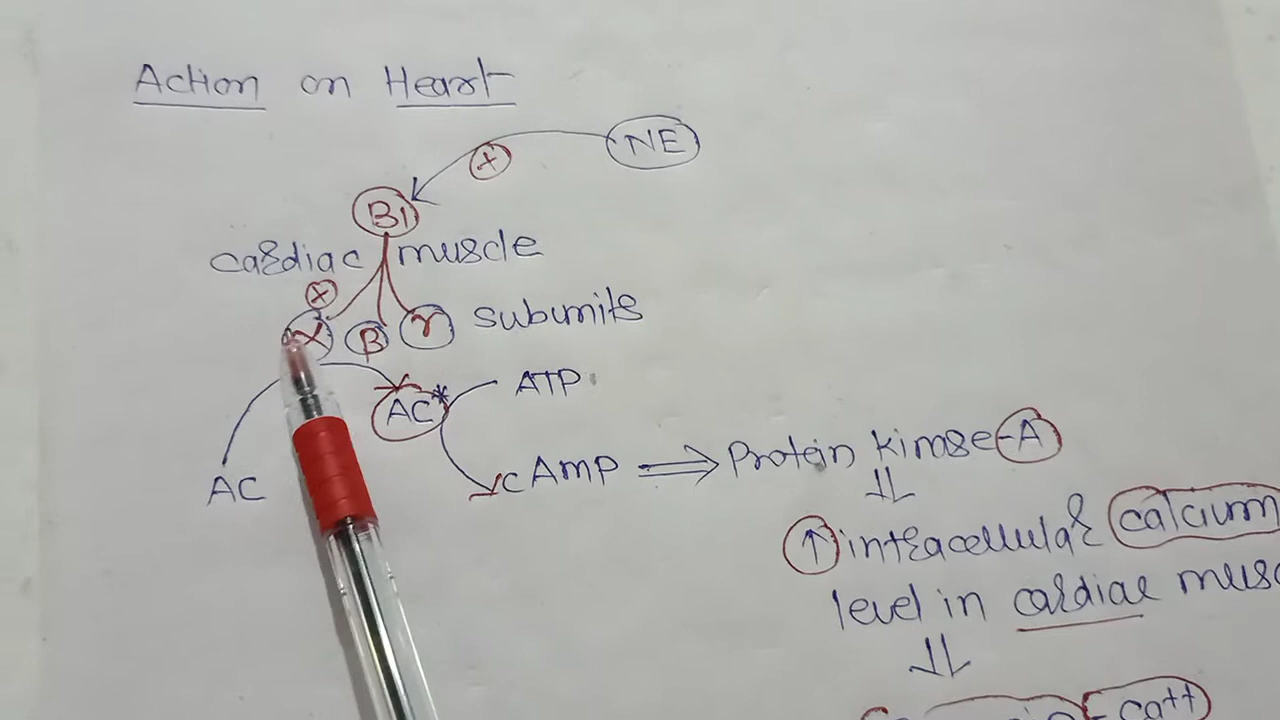 Action on Heart
NE
+
B1
cardiac muscle
+
α B r subunits
AC* ATP
AC
cAMP ⇒ Protein kinase-A
⇓
↑ intracellular calcium
level in cardiac
⇓
ca++